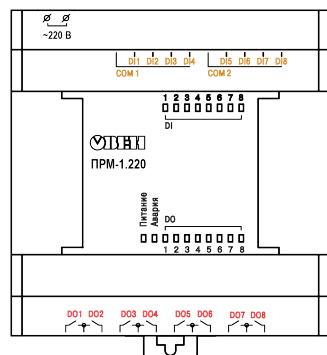 ~220 В
DI1 DI2 DI3 DI4 DI5 DI6 DI7 DI8
COM 1 COM 2
1 2 3 4 5 6 7 8
DI
ОВЕН
ПРМ-1.220
Питание
Авария
DO
1 2 3 4 5 6 7 8
DO1 DO2 DO3 DO4 DO5 DO6 DO7 DO8